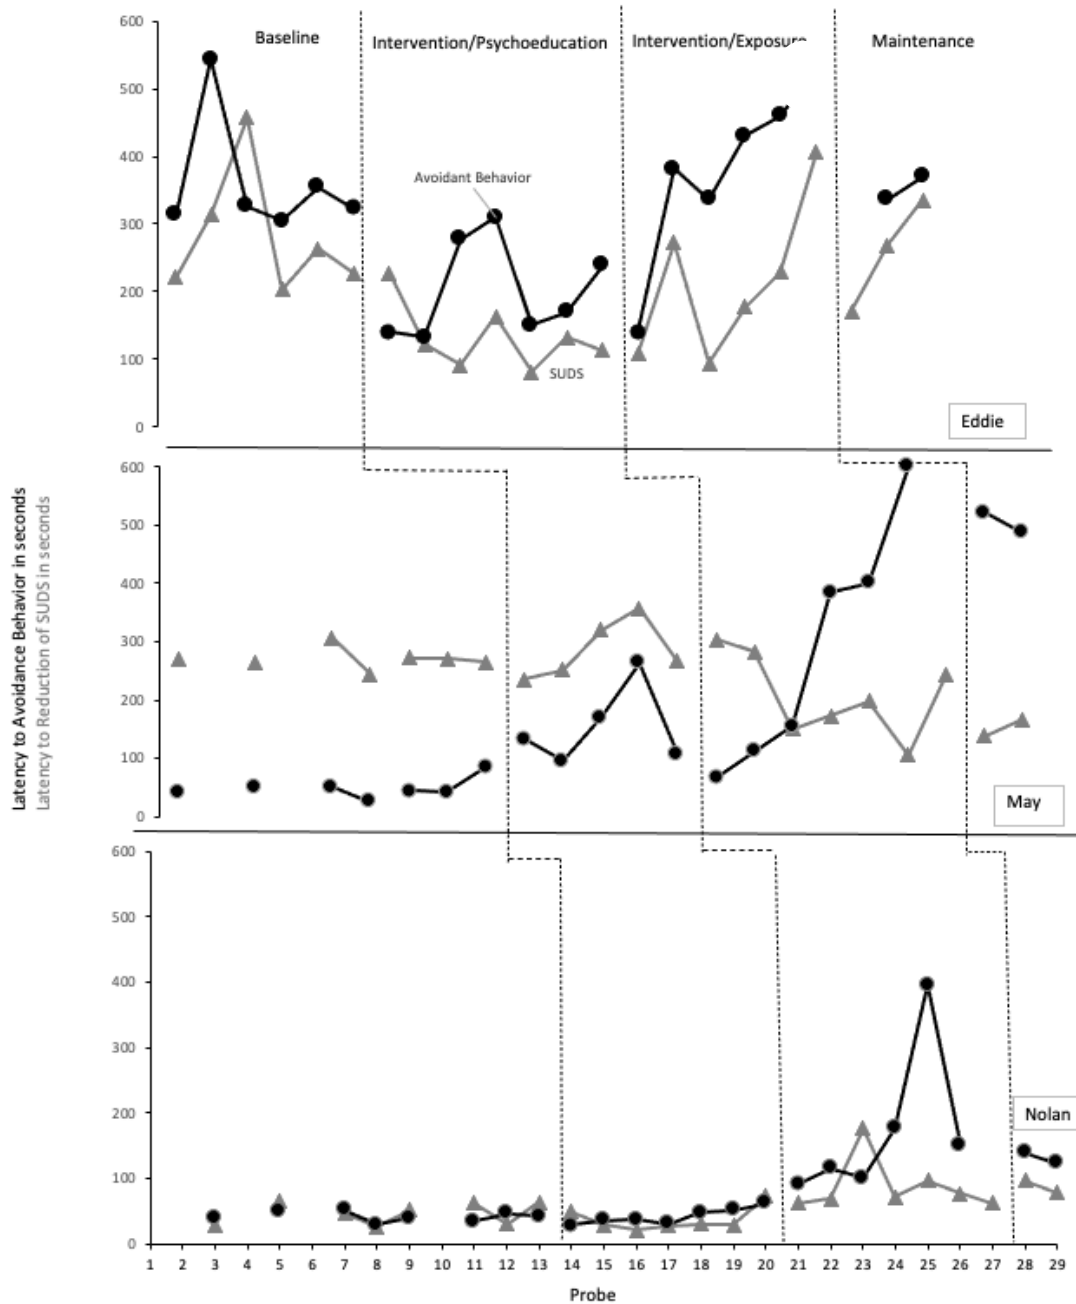 600
Baseline
Intervention/Psychoeducation
Intervention/Exposure
Maintenance
500
400
Avoidant Behavior
300
200
100
SUDS
0
Eddie
Latency to Avoidance Behavior in seconds
Latency to Reduction of SUDS in seconds
600
500
400
300
200
100
0
May
600
500
400
300
200
100
0
Nolan
1 2 3 4 5 6 7 8 9 10 11 12 13 14 15 16 17 18 19 20 21 22 23 24 25 26 27 28 29
Probe